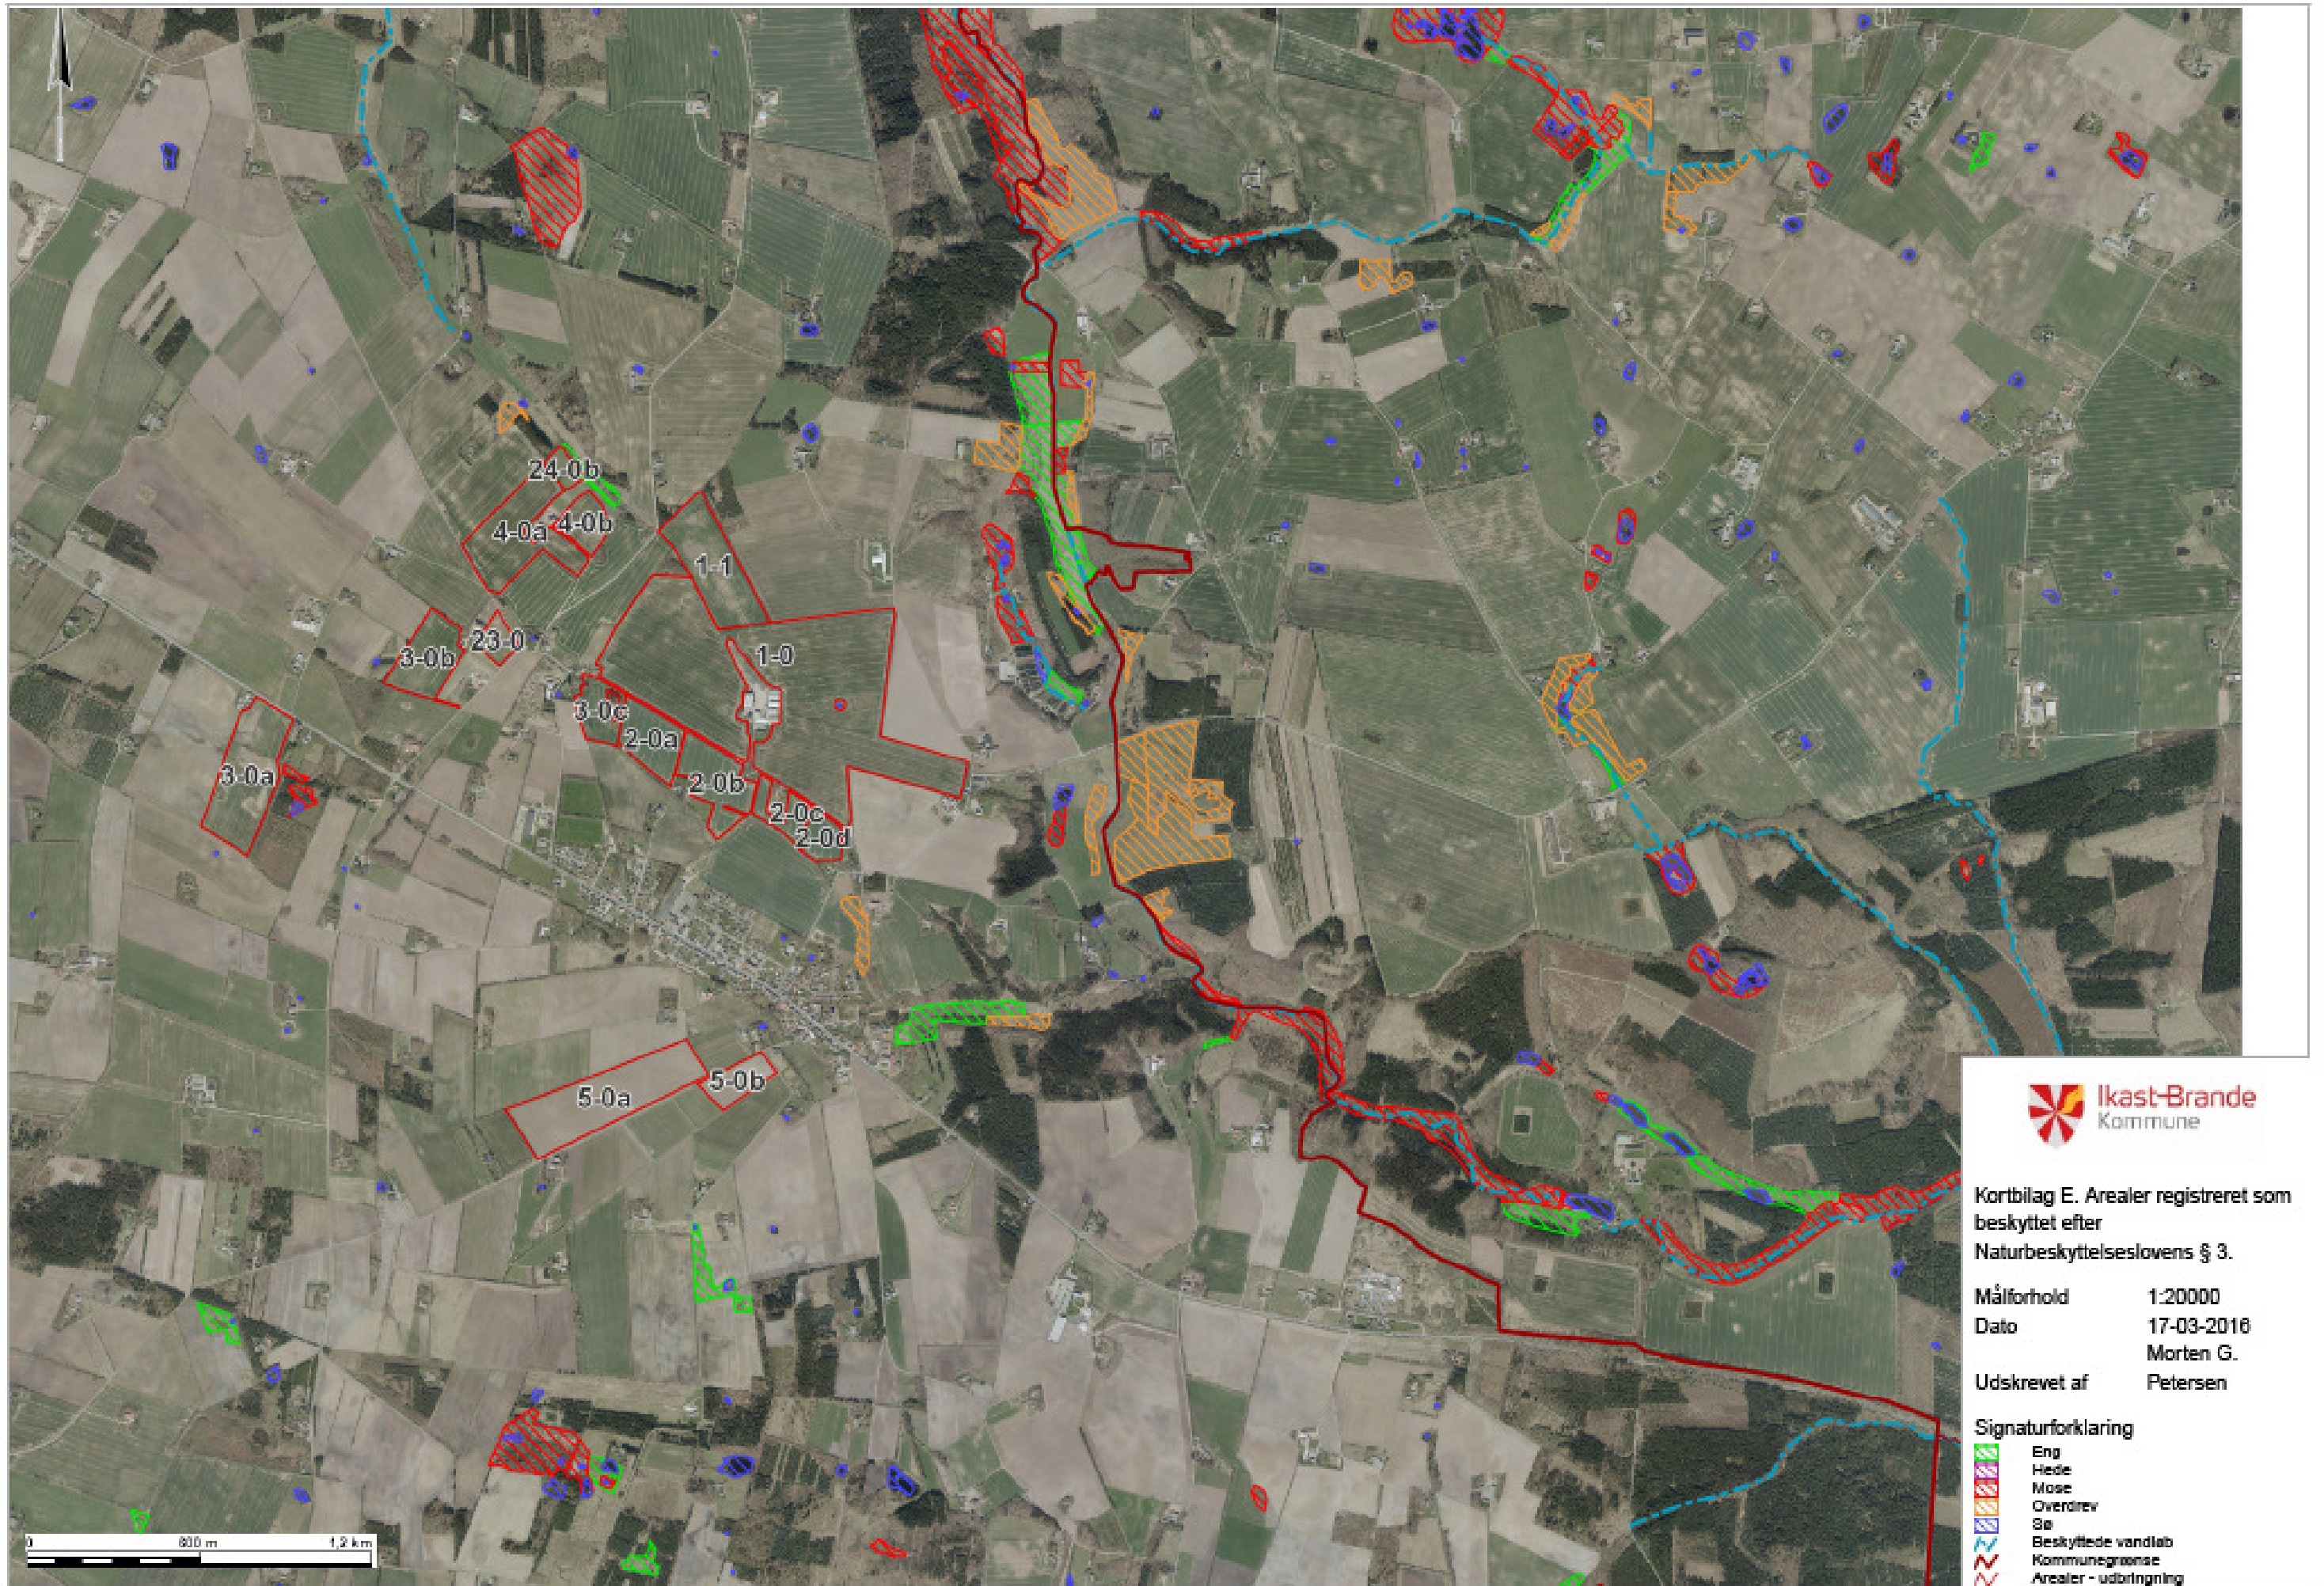 24-0b
4-0a
4-0b
1-1
23-0
3-0b
1-0
3-0c
2-0a
3-0a
2-0b
2-0c
2-0d
5-0b
5-0a
Ikast-Brande
Kommune
Kortbilag E. Arealer registreret som
beskyttet efter
Naturbeskyttelseslovens § 3.
Målforhold 1:20000
Dato 17-03-2016
Morten G.
Udskrevet af Petersen
Signaturforklaring
Eng
Hede
Mose
Overdrev
Sø
Beskyttede vandløb
Kommunegrænse
Arealer - udbringning
0 600 m 1,2 km